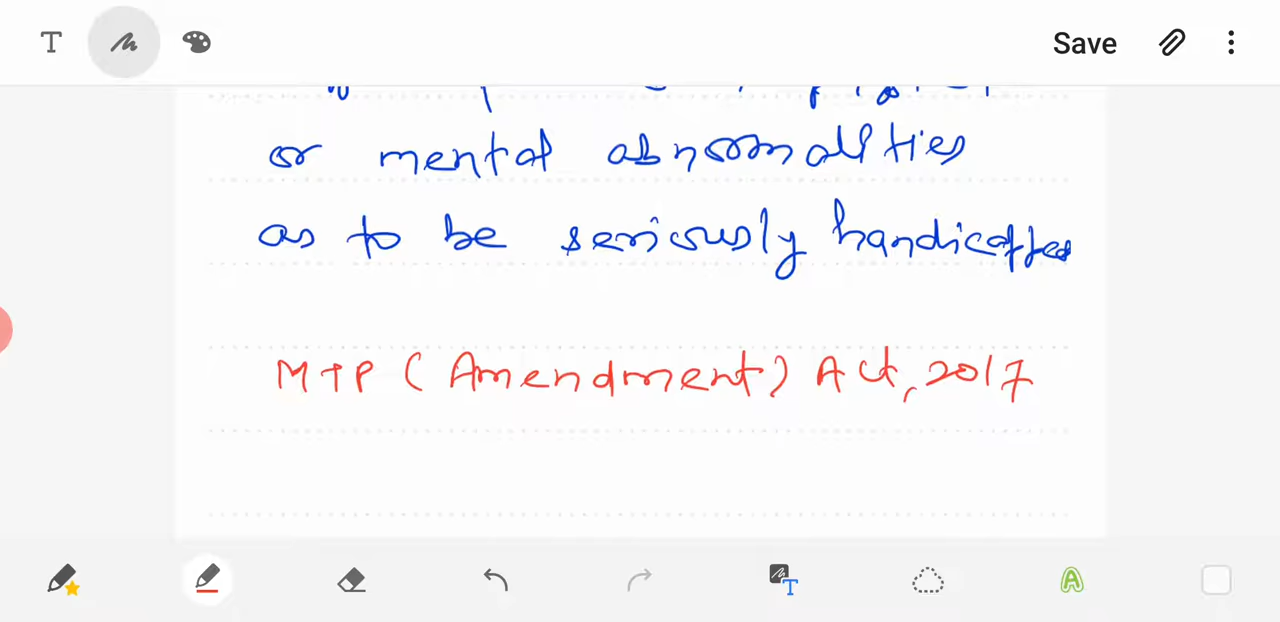 T Save
or mental abnormalities
as to be seriously handicapped
MTP (Amendment) Act, 2017
T
A